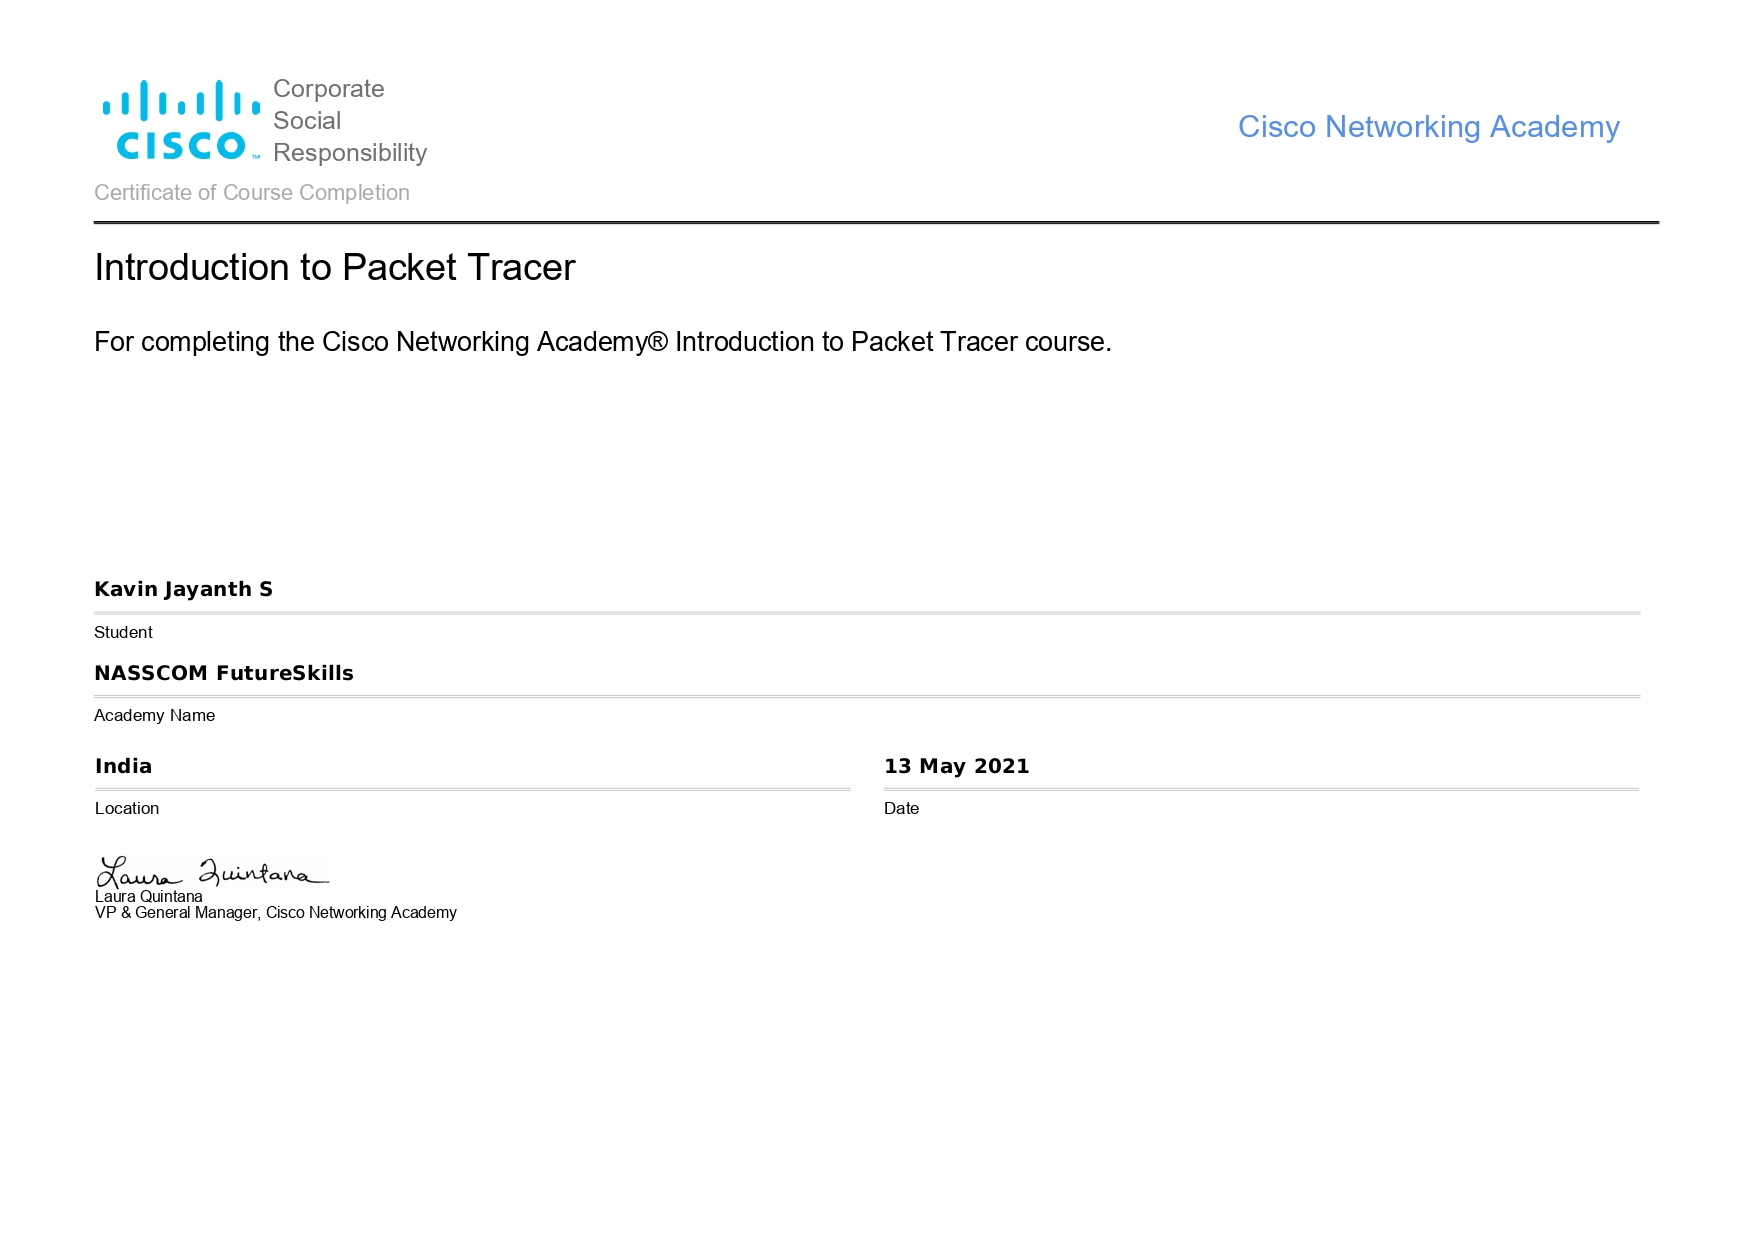 Corporate
Social
Responsibility
CISCO™
Cisco Networking Academy
Certificate of Course Completion
Introduction to Packet Tracer
For completing the Cisco Networking Academy® Introduction to Packet Tracer course.
Kavin Jayanth S
Student
NASSCOM FutureSkills
Academy Name
India
Location
13 May 2021
Date
Laura Quintana
Laura Quintana
VP & General Manager, Cisco Networking Academy